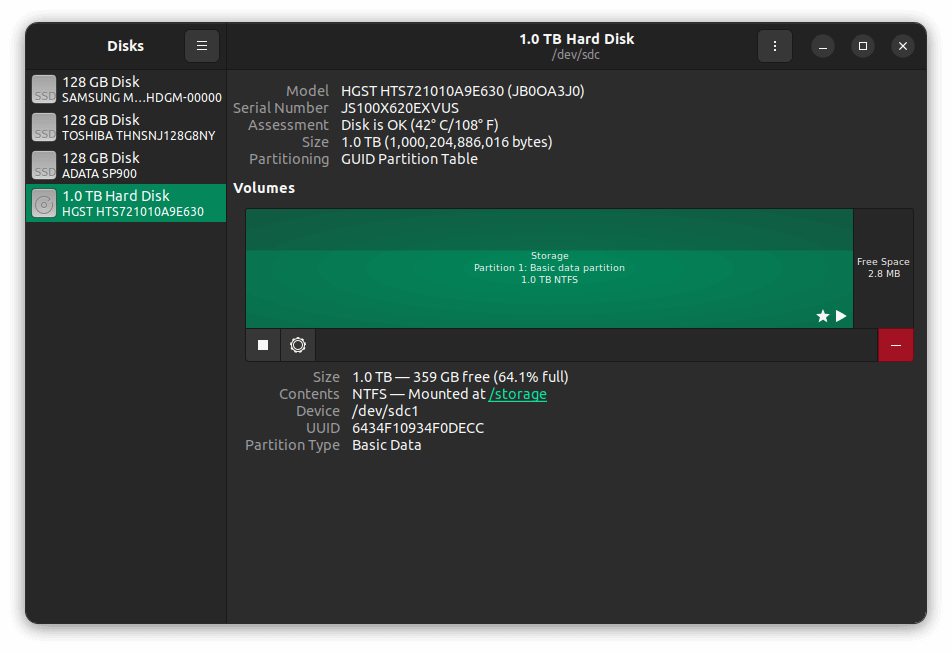 Disks
1.0 TB Hard Disk
/dev/sdc
128 GB Disk
SAMSUNG M…HDGM-00000
128 GB Disk
TOSHIBA THNSNJ128G8NY
128 GB Disk
ADATA SP900
1.0 TB Hard Disk
HGST HTS721010A9E630
SSD
SSD
SSD
Model HGST HTS721010A9E630 (JB0OA3J0)
Serial Number JS100X620EXVUS
Assessment Disk is OK (42° C/108° F)
Size 1.0 TB (1,000,204,886,016 bytes)
Partitioning GUID Partition Table
Volumes
Storage
Partition 1: Basic data partition
1.0 TB NTFS
Free Space
2.8 MB
Size 1.0 TB — 359 GB free (64.1% full)
Contents NTFS — Mounted at /storage
Device /dev/sdc1
UUID 6434F10934F0DECC
Partition Type Basic Data